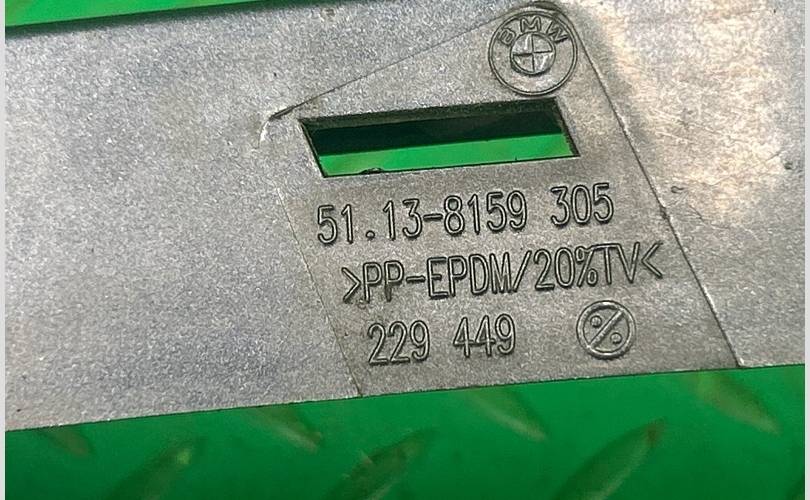 BMW
51.13-8159 305
>PP-EPDM/20%TV<
229 449